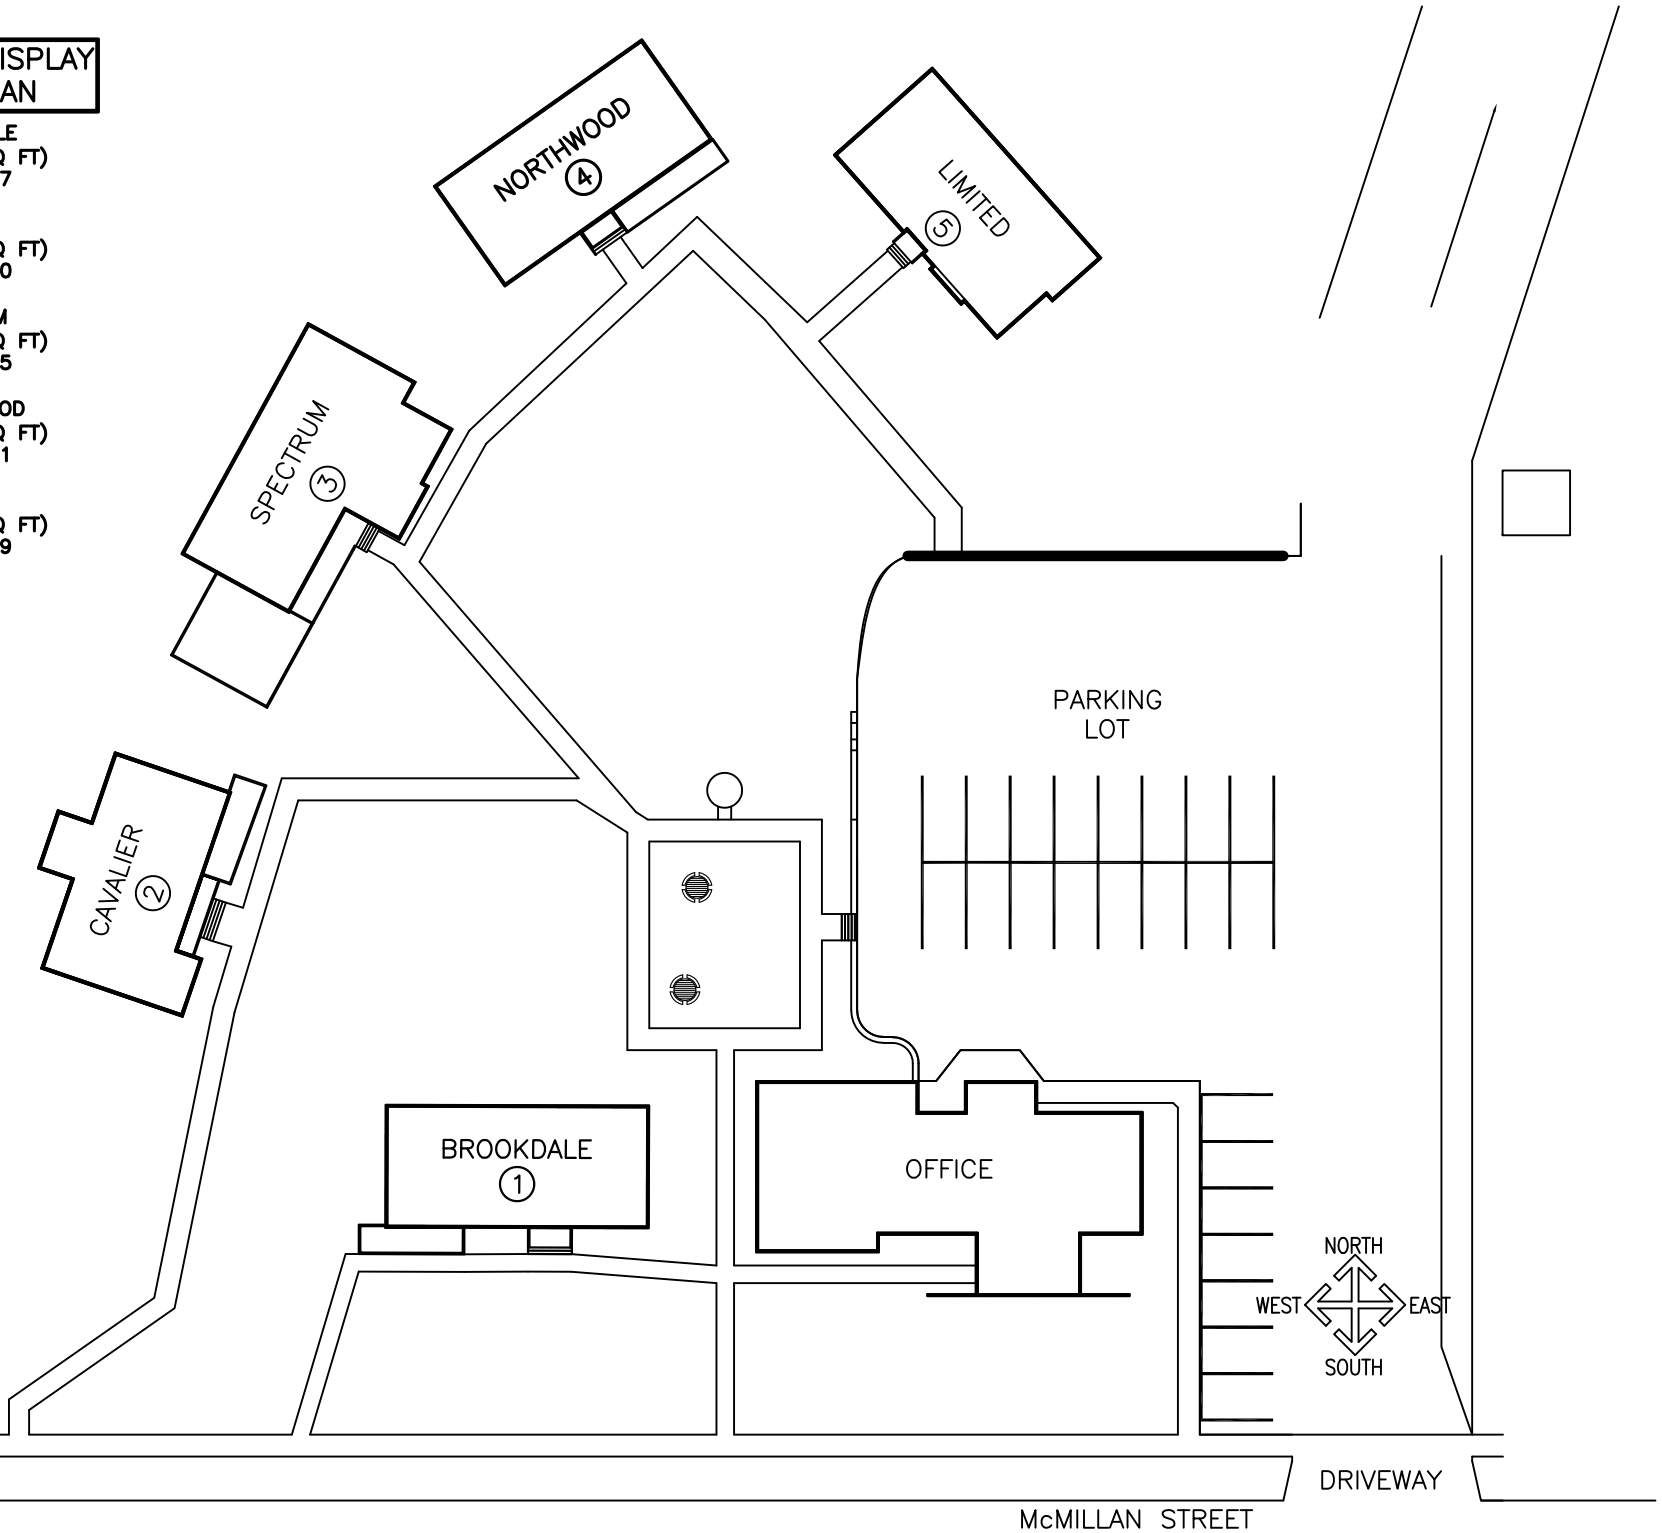 ISPLAY
AN
LE
Q FT)
7
Q FT)
0
M
Q FT)
5
OD
Q FT)
1
Q FT)
9
NORTHWOOD
4
LIMITED
5
SPECTRUM
3
PARKING
LOT
CAVALIER
2
BROOKDALE
1
OFFICE
NORTH
WEST EAST
SOUTH
DRIVEWAY
McMILLAN STREET